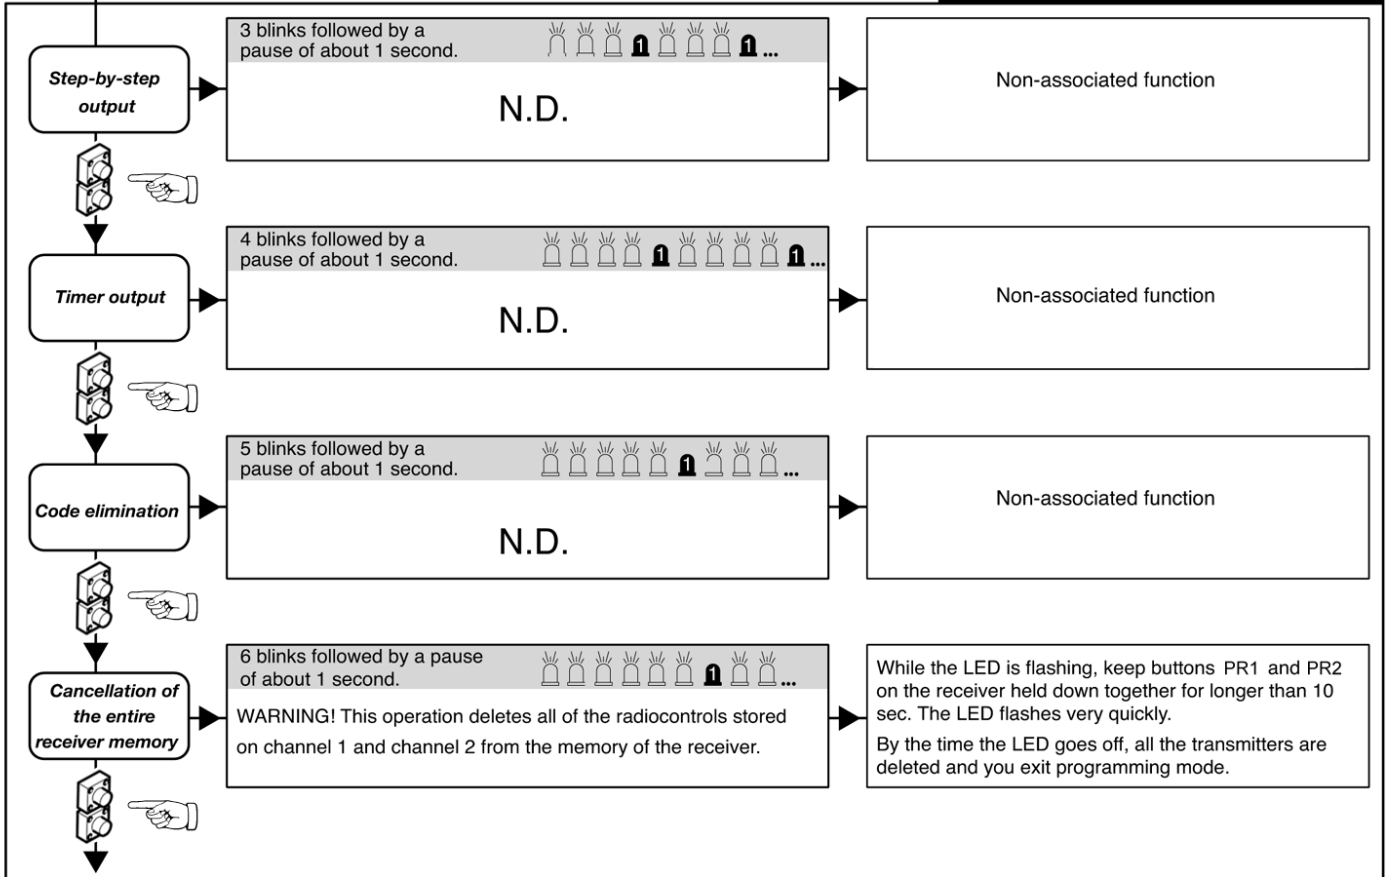 3 blinks followed by a
pause of about 1 second.
1
1
...
Step-by-step
output
N.D.
Non-associated function
4 blinks followed by a
pause of about 1 second.
1
1
...
Timer output
N.D.
Non-associated function
5 blinks followed by a
pause of about 1 second.
1
...
Code elimination
N.D.
Non-associated function
6 blinks followed by a pause
of about 1 second.
1
...
Cancellation of
the entire
receiver memory
WARNING! This operation deletes all of the radiocontrols stored
on channel 1 and channel 2 from the memory of the receiver.
While the LED is flashing, keep buttons PR1 and PR2
on the receiver held down together for longer than 10
sec. The LED flashes very quickly.
By the time the LED goes off, all the transmitters are
deleted and you exit programming mode.